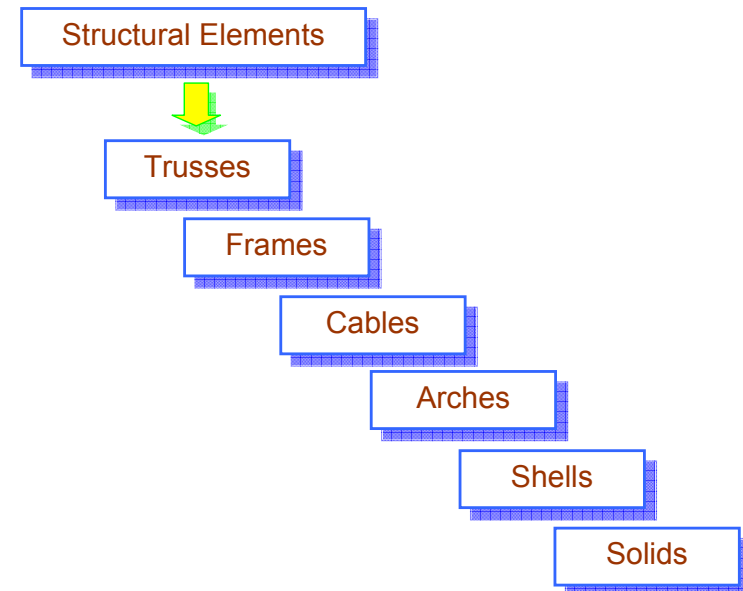 Structural Elements
Trusses
Frames
Cables
Arches
Shells
Solids